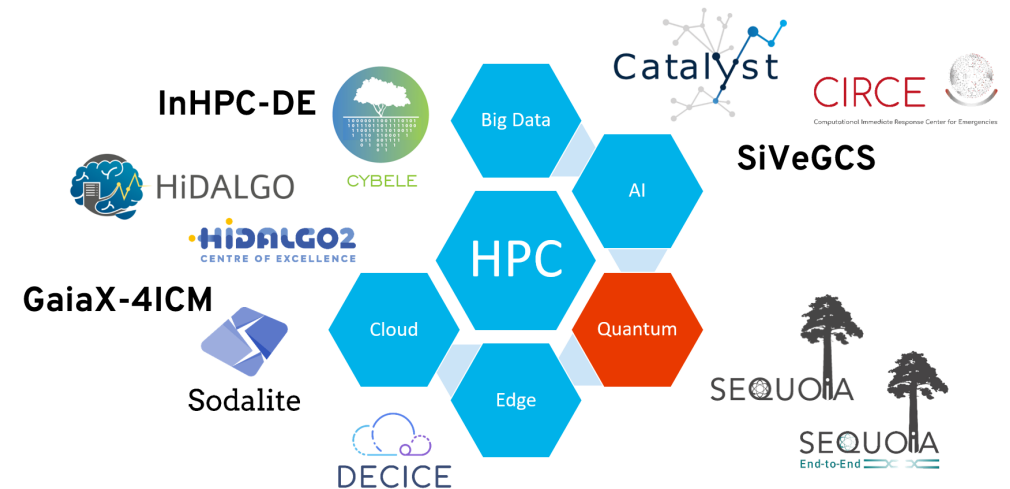 Catalyst
CIRCE
Computational Immediate Response Center for Emergencies
SiVeGCS
InHPC-DE
10000101101110101
CYBELE
HiDALGO
HiDALGO2
CENTRE OF EXCELLENCE
GaiaX-4ICM
Sodalite
DECICE
Big Data
AI
HPC
Cloud
Quantum
Edge
SEQUOIA
SEQUOIA
End-to-End